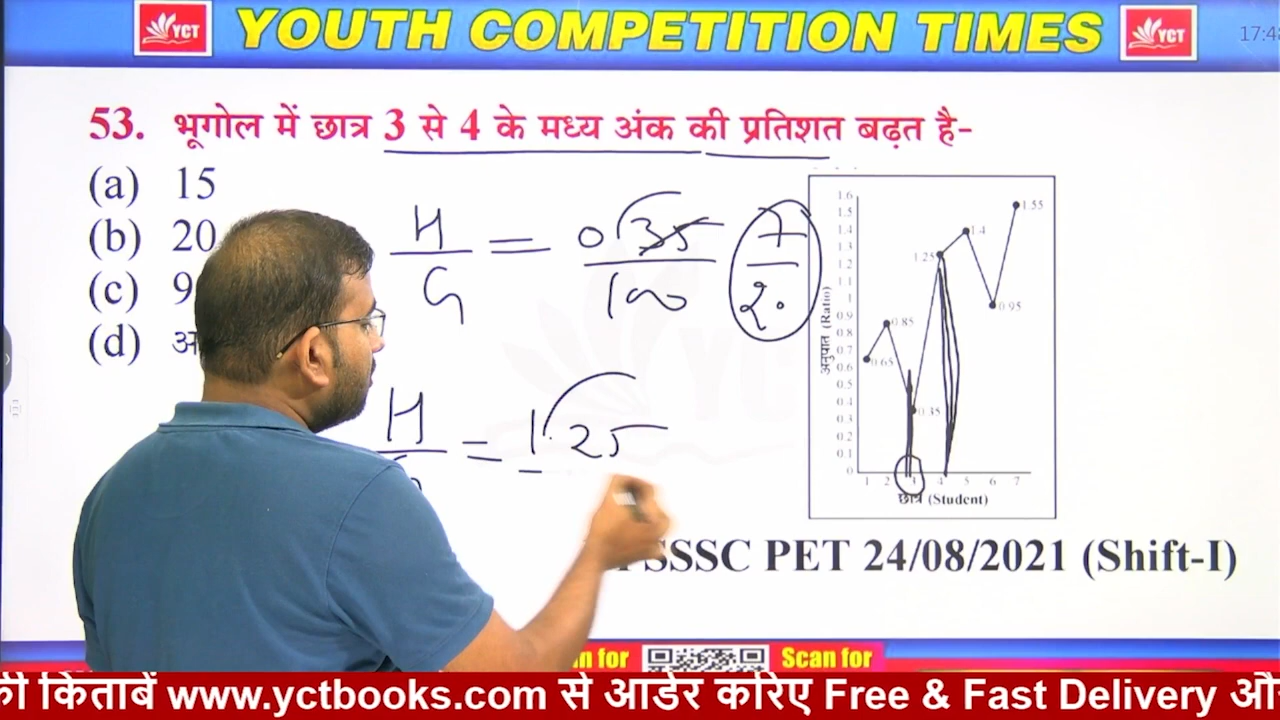 YCT YOUTH COMPETITION TIMES YCT
17:4
53. भूगोल में छात्र 3 से 4 के मध्य अंक की प्रतिशत बढ़त है-
(a) 15
(b) 20
(c) 9
(d)
H/G = 0.35/100 7/20
H = 1.25
अनुपात (Ratio)
1.6
1.5
1.4
1.3
1.2
1.1
1
0.9
0.8
0.7
0.6
0.5
0.4
0.3
0.2
0.1
0
0.65
0.85
0.35
1.25
1.4
0.95
1.55
1 2 3 4 5 6 7
छात्र (Student)
SSSC PET 24/08/2021 (Shift-I)
n for Scan for
की किताबें www.yctbooks.com से आर्डर करिए Free & Fast Delivery औ